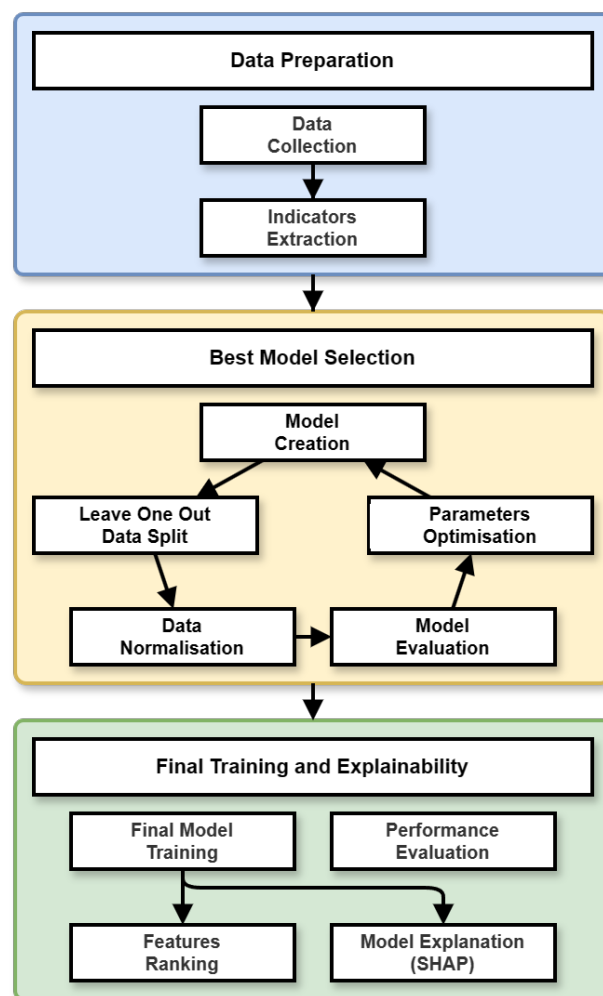 Data Preparation
Data
Collection
Indicators
Extraction
Best Model Selection
Model
Creation
Leave One Out
Data Split
Parameters
Optimisation
Data
Normalisation
Model
Evaluation
Final Training and Explainability
Final Model
Training
Performance
Evaluation
Features
Ranking
Model Explanation
(SHAP)